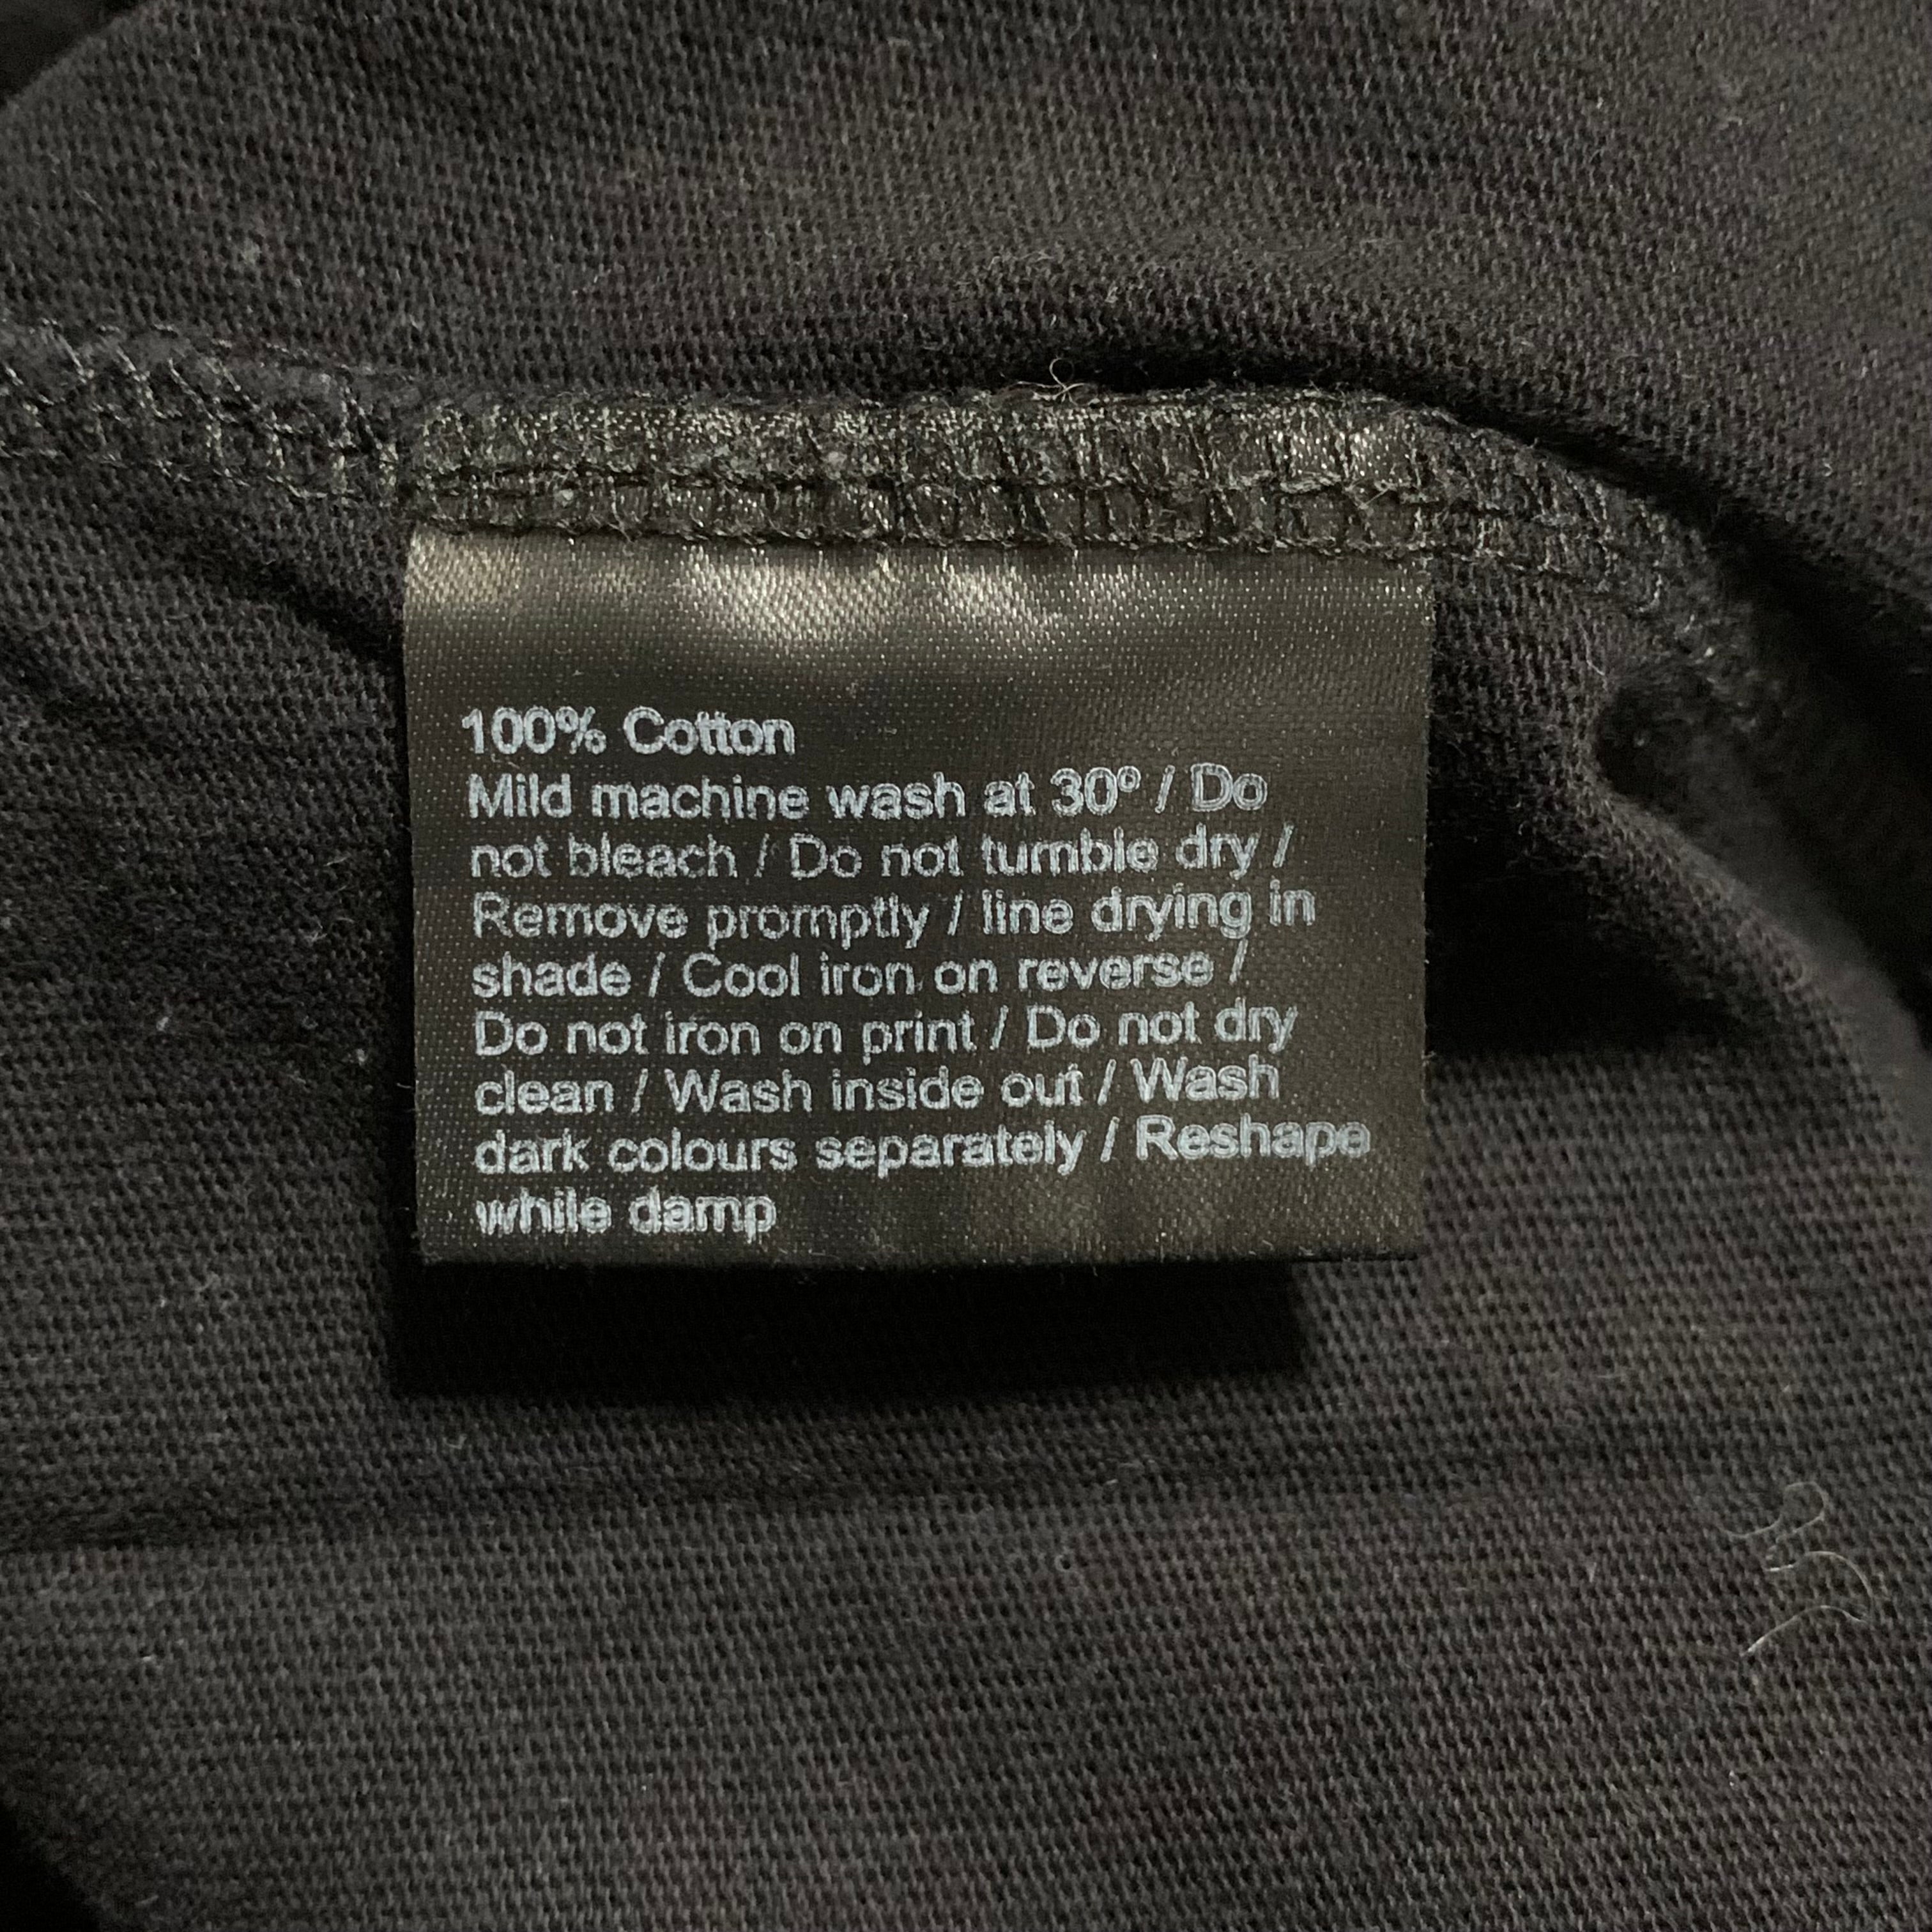 100% Cotton
Mild machine wash at 30º / Do
not bleach / Do not tumble dry /
Remove promptly / line drying in
shade / Cool iron on reverse /
Do not iron on print / Do not dry
clean / Wash inside out / Wash
dark colours separately / Reshape
while damp